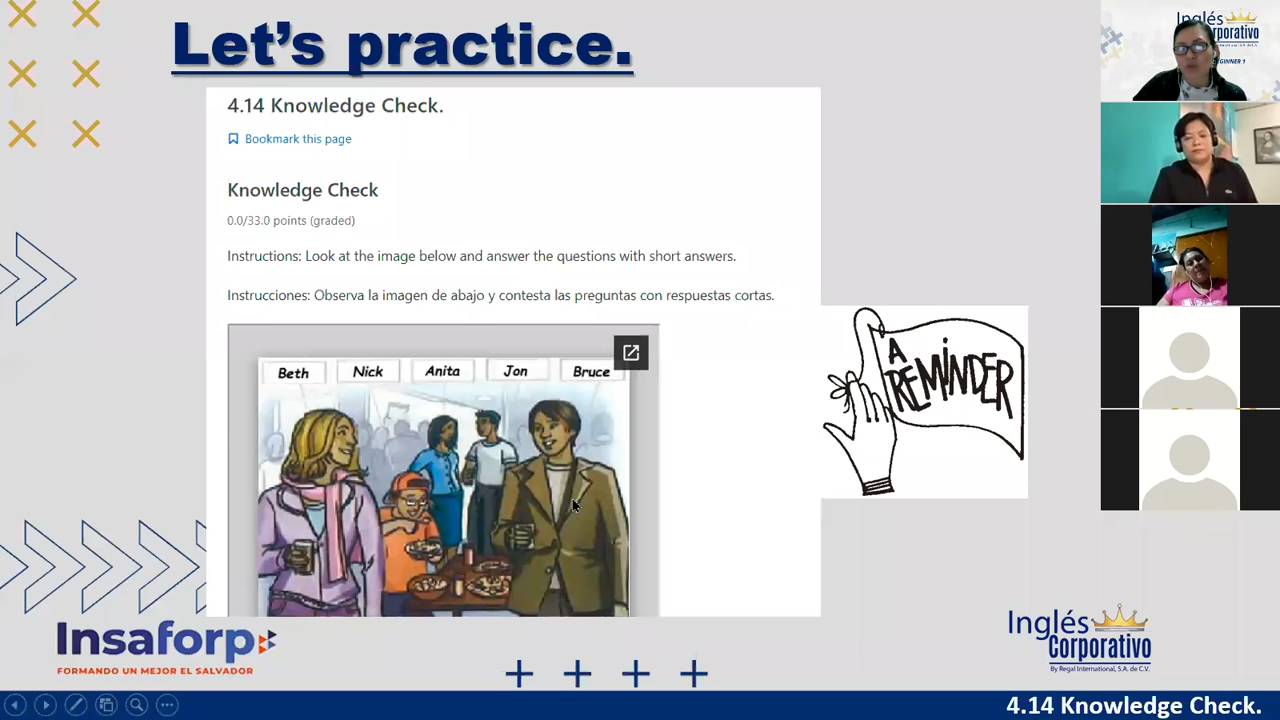 Let's practice.
4.14 Knowledge Check.
Bookmark this page
Knowledge Check
0.0/33.0 points (graded)
Instructions: Look at the image below and answer the questions with short answers.
Instrucciones: Observa la imagen de abajo y contesta las preguntas con respuestas cortas.
Beth Nick Anita Jon Bruce
A
REMINDER
Insaforp
FORMANDO UN MEJOR EL SALVADOR
Inglés
Corporativo
By Regal International, S.A. de C.V.
4.14 Knowledge Check.
Inglés